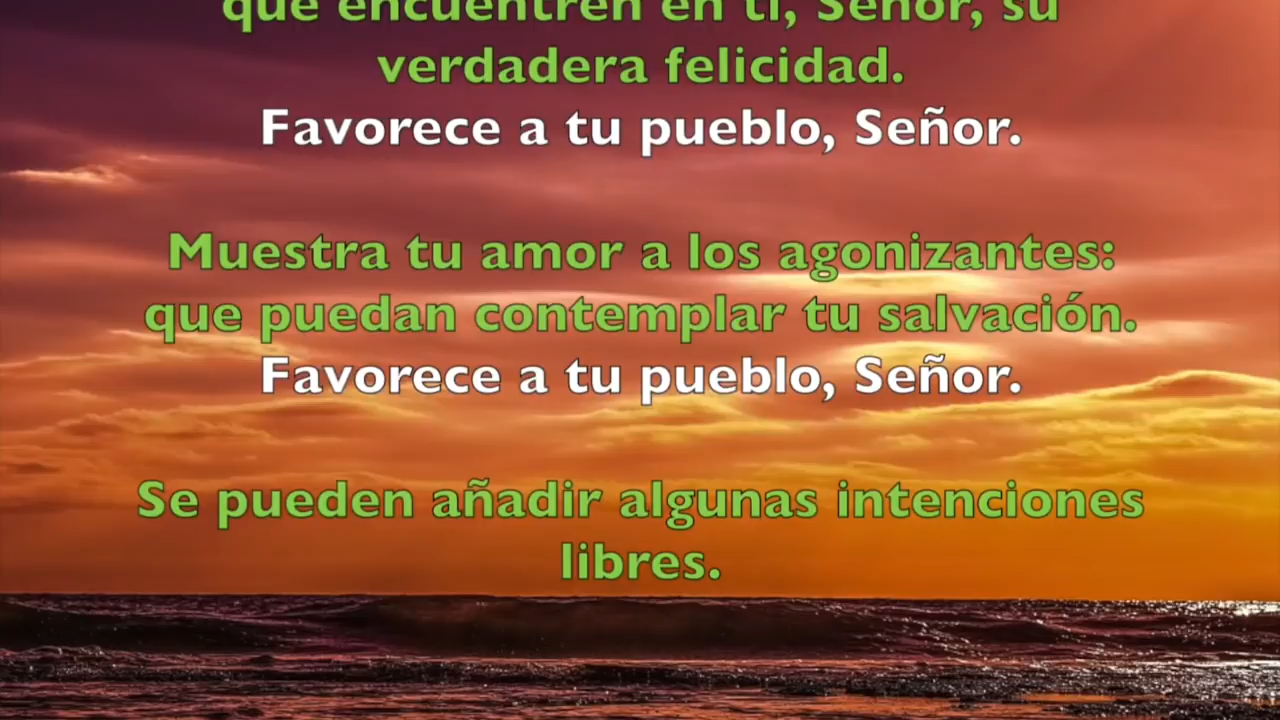 que encuentren en ti, Señor, su
verdadera felicidad.
Favorece a tu pueblo, Señor.
Muestra tu amor a los agonizantes:
que puedan contemplar tu salvación.
Favorece a tu pueblo, Señor.
Se pueden añadir algunas intenciones
libres.